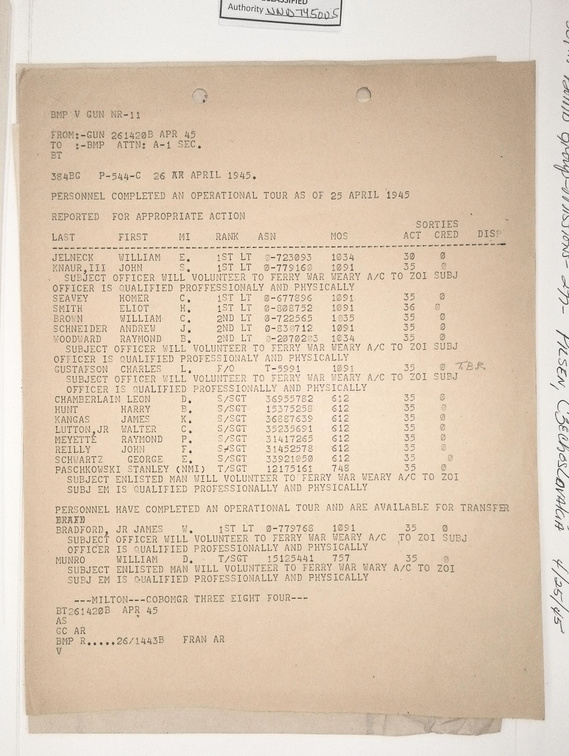 Authority NND 745005
BMP V GUN NR-11
FROM:-GUN 261420B APR 45
TO :-BMP ATTN: A-1 SEC.
BT
384BG P-544-C 26 APRIL 1945.
PERSONNEL COMPLETED AN OPERATIONAL TOUR AS OF 25 APRIL 1945
REPORTED FOR APPROPRIATE ACTION
SORTIES
LAST FIRST MI RANK ASN MOS ACT CRED DISP
JELNECK WILLIAM E. 1ST LT 0-723093 1034 30 0
KNAUR,III JOHN S. 1ST LT 0-779160 1091 35 0
SUBJECT OFFICER WILL VOLUNTEER TO FERRY WAR WEARY A/C TO ZOI SUBJ
OFFICER IS QUALIFIED PROFFESSIONALY AND PHYSICALLY
SEAVEY HOMER C. 1ST LT 0-677896 1091 35 0
SMITH ELIOT H. 1ST LT 0-808752 1091 36 0
BROWN WILLIAM C. 2ND LT 0-722565 1035 35 0
SCHNEIDER ANDREW J. 2ND LT 0-830712 1091 35 0
WOODWARD RAYMOND B. 2ND LT 0-2070203 1034 35 0
SUBJECT OFFICER WILL VOLUNTEER TO FERRY WAR WEARY A/C TO ZOI SUBJ
OFFICER IS QUALIFIED PROFESSIONALY AND PHYSICALLY
GUSTAFSON CHARLES L. F/O T-5991 1091 35 0 TBR
SUBJECT OFFICER WILL VOLUNTEER TO FERRY WAR WEARY A/C TO ZOI SUBJ
OFFICER IS QUALIFIED PROFESSIONALLY AND PHYSICALLY
CHAMBERLAIN LEON D. S/SGT 36955782 612 35 0
HUNT HARRY B. S/SGT 15375258 612 35 0
KANGAS JAMES K. S/SGT 36887639 612 35 0
LUTTON,JR WALTER C. S/SGT 35235691 612 35 0
MEYETTE RAYMOND P. S/SGT 31417265 612 35 0
REILLY JOHN F. S/SGT 31452578 612 35 0
SCHWARTZ GEORGE E. S/SGT 33921050 612 35 0
PASCHKOWSKI STANLEY (NMI) T/SGT 12175161 748 35 0
SUBJECT ENLISTED MAN WILL VOLUNTEER TO FERRY WAR WEARY A/C TO ZOI
SUBJ EM IS QUALIFIED PROFESSIONALLY AND PHYSICALLY
PERSONNEL HAVE COMPLETED AN OPERATIONAL TOUR AND ARE AVAILABLE FOR TRANSFER
BRADFORD, JR JAMES W. 1ST LT 0-779768 1091 35 0
SUBJECT OFFICER WILL VOLUNTEER TO FERRY WAR WEARY A/C TO ZOI SUBJ
OFFICER IS QUALIFIED PROFESSIONALLY AND PHYSICALLY
MUNRO WILLIAM D. T/SGT 15125441 757 35 0
SUBJECT ENLISTED MAN WILL VOLUNTEER TO FERRY WAR WARY A/C TO ZOI
SUBJ EM IS QUALIFIED PROFESSIONALLY AND PHYSICALLY
---MILTON---COBOMGR THREE EIGHT FOUR---
BT261420B APR 45
AS
GC AR
BMP R.....26/1443B FRAN AR
V
PILSEN, CZECHOSLOVAKIA 4/25/45